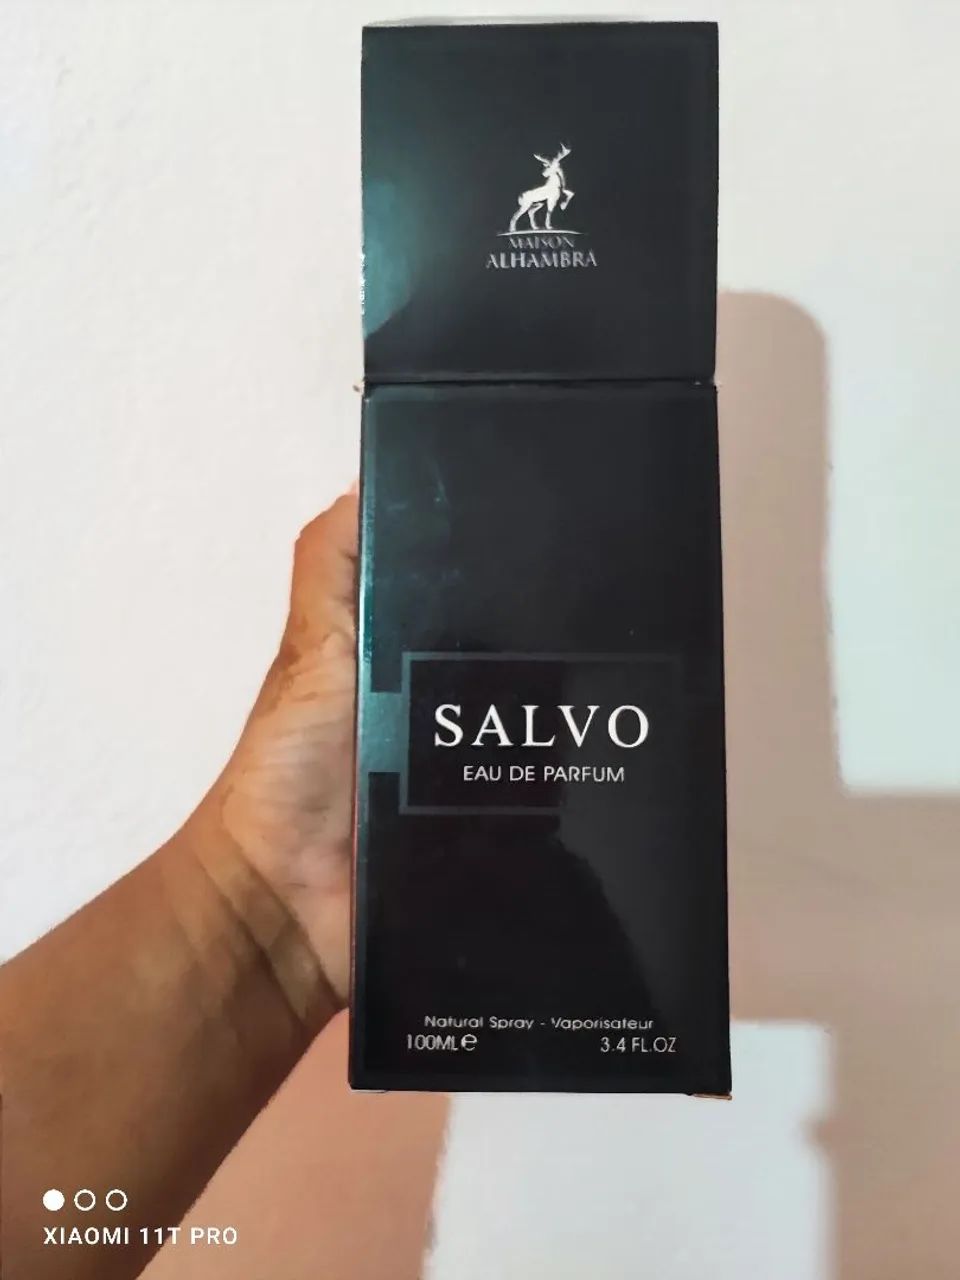 MAISON
ALHAMBRA
SALVO
EAU DE PARFUM
Natural Spray - Vaporisateur
100ML℮ 3.4 FL.OZ
XIAOMI 11T PRO